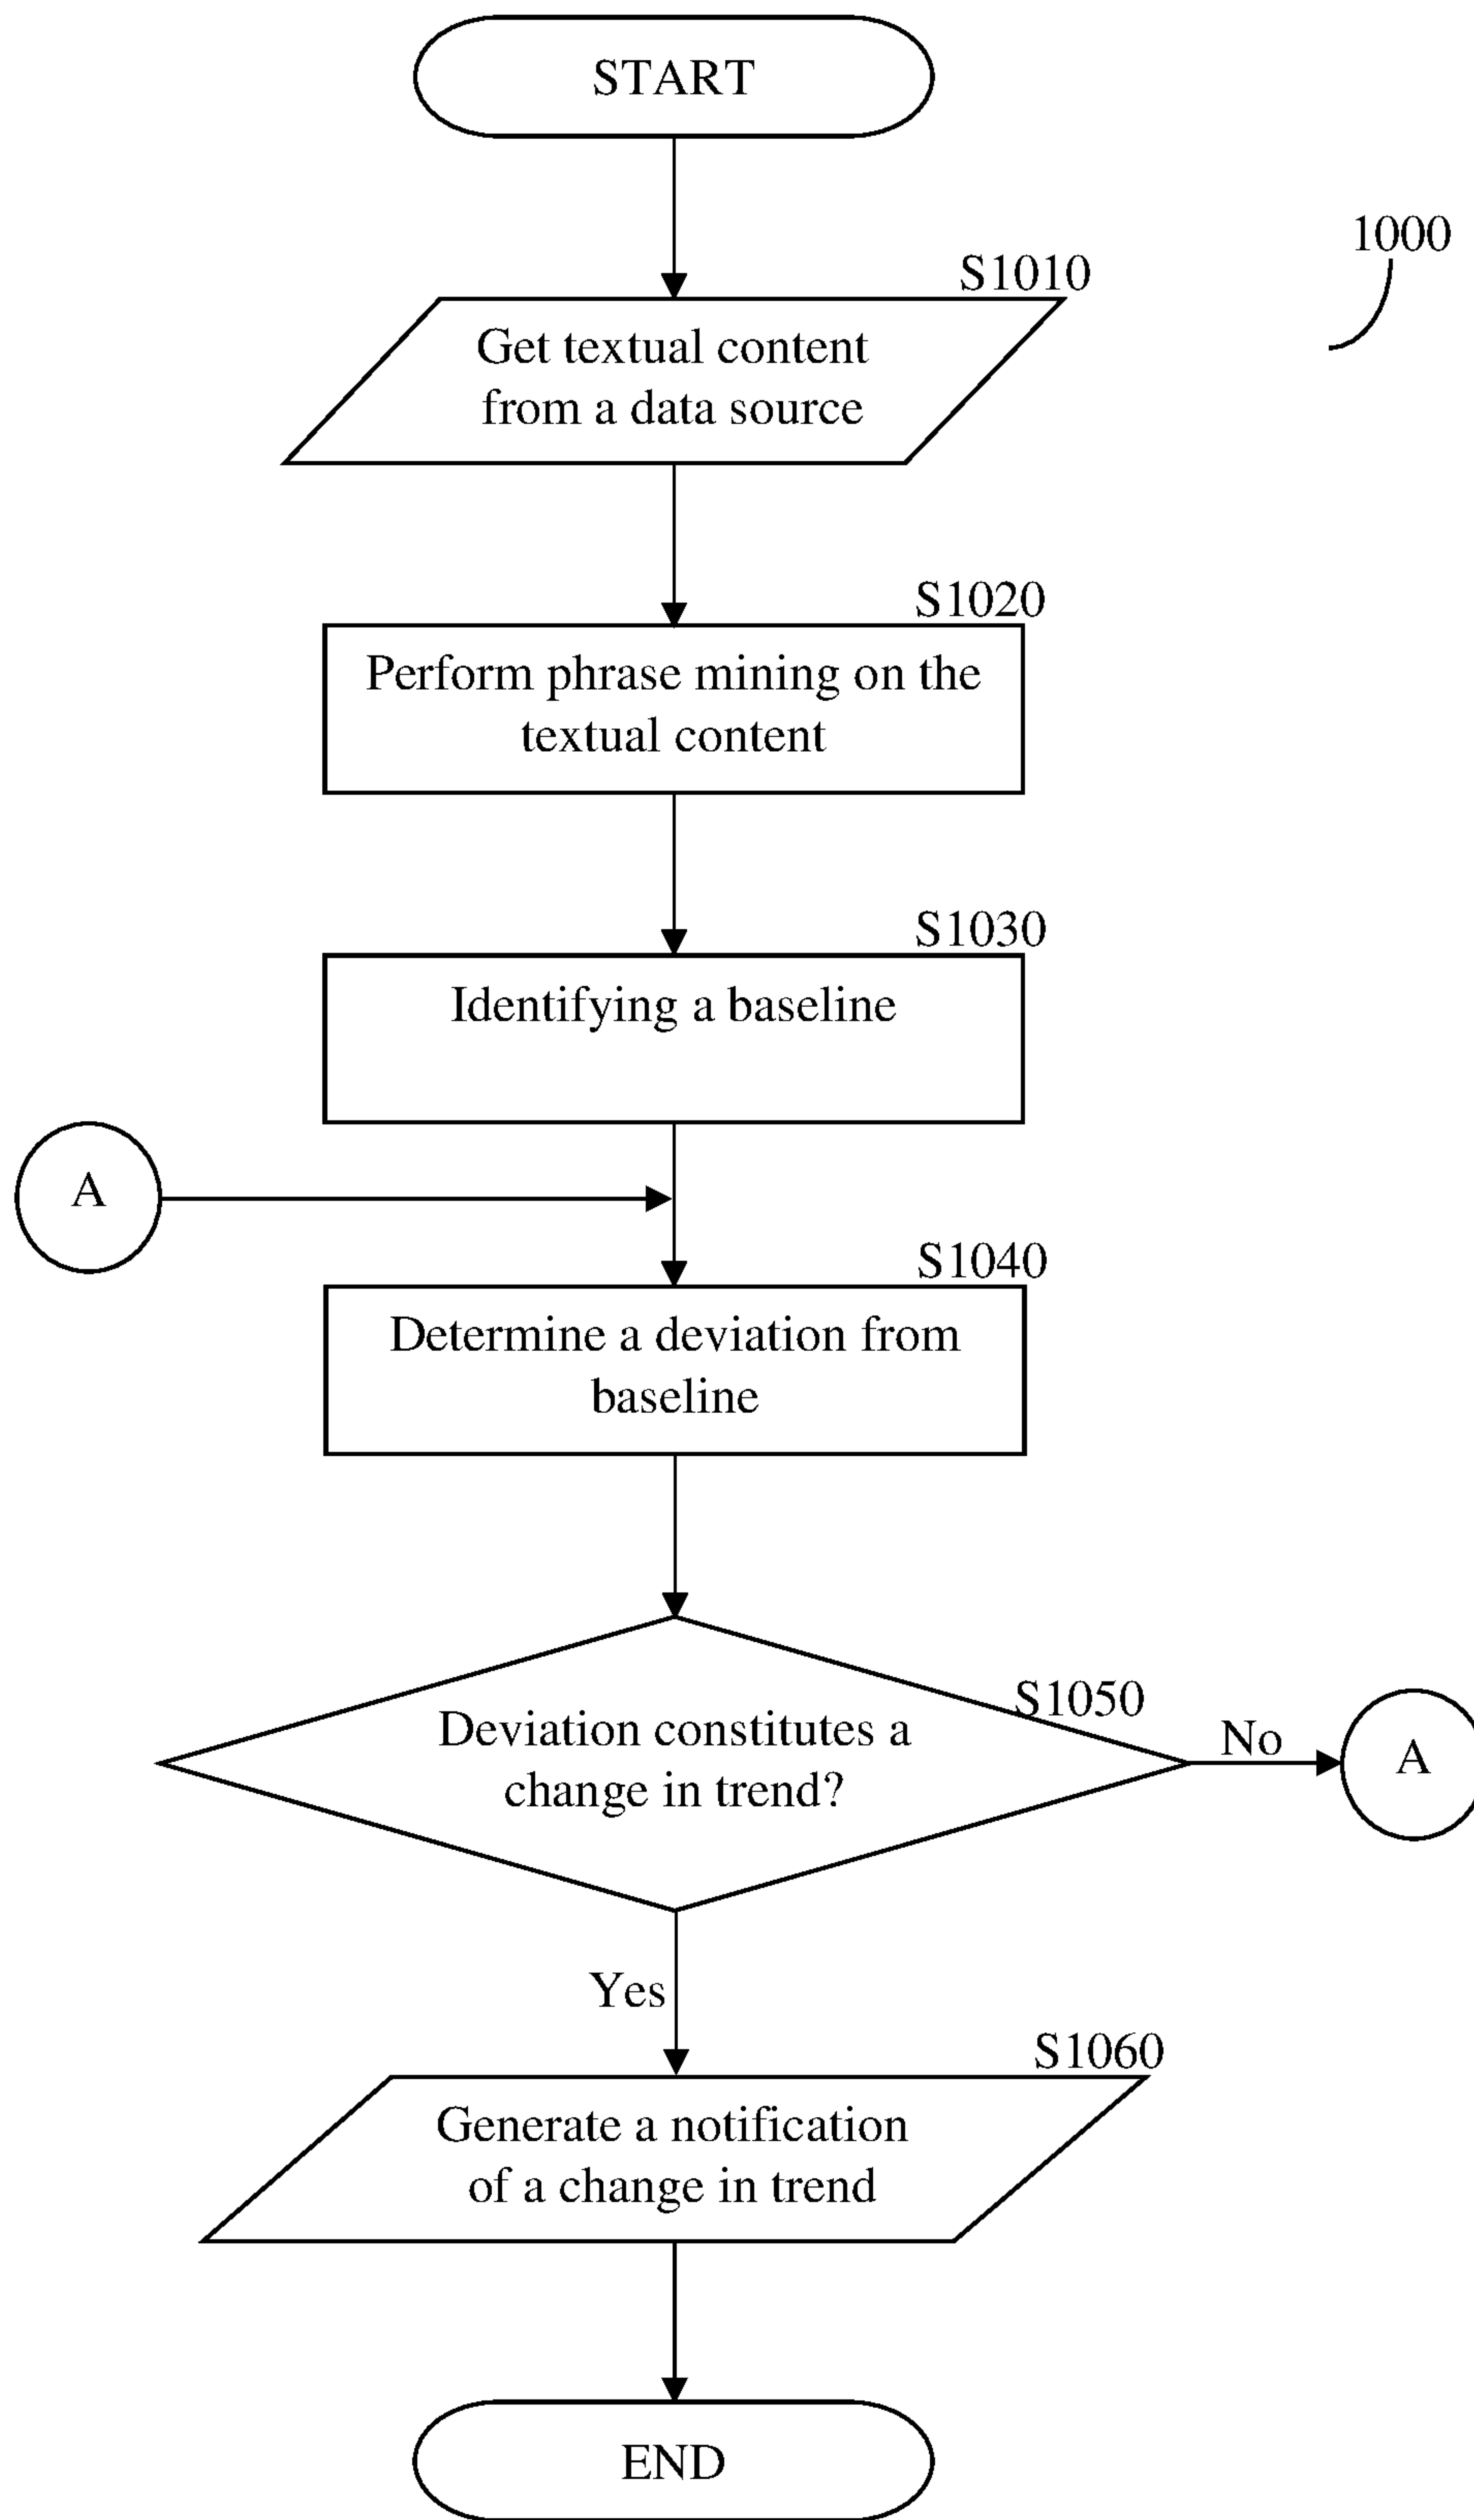 START
1000
S1010
Get textual content
from a data source
S1020
Perform phrase mining on the
textual content
S1030
Identifying a baseline
A
S1040
Determine a deviation from
baseline
S1050
Deviation constitutes a
change in trend?
No
A
Yes
S1060
Generate a notification
of a change in trend
END